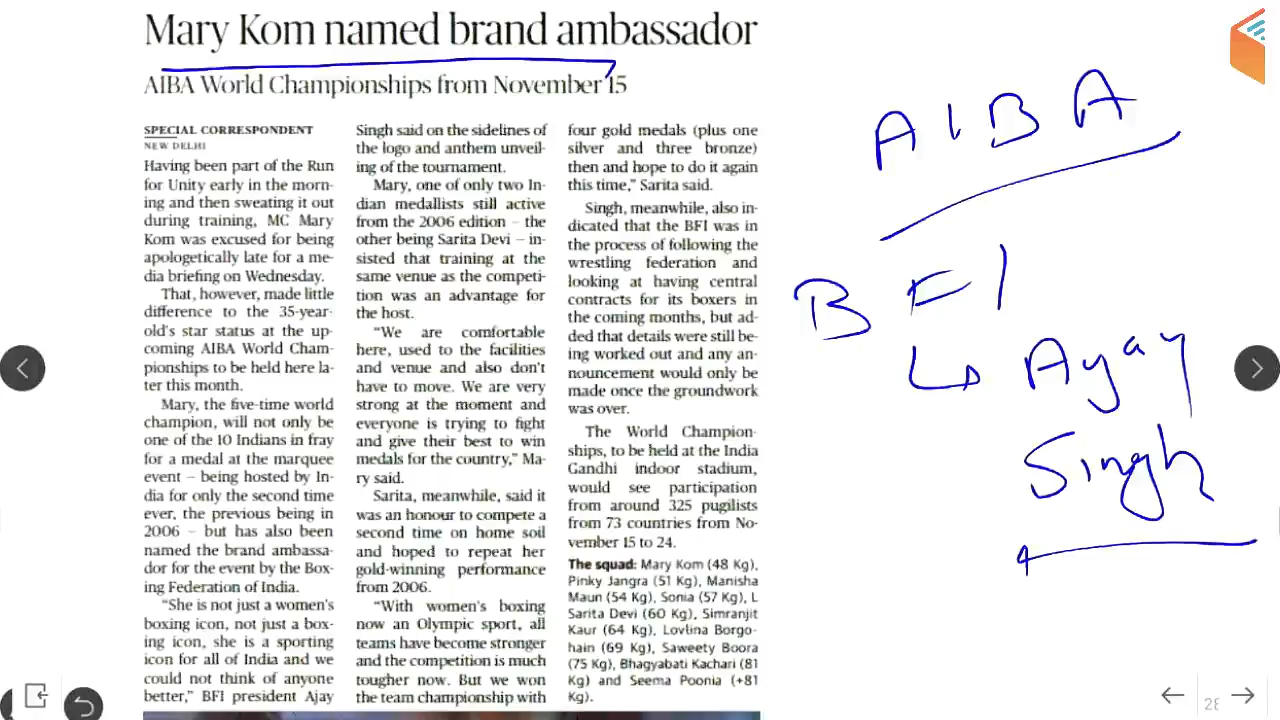 Mary Kom named brand ambassador
AIBA World Championships from November 15
SPECIAL CORRESPONDENT
NEW DELHI
Having been part of the Run
for Unity early in the morn-
ing and then sweating it out
during training, MC Mary
Kom was excused for being
apologetically late for a me-
dia briefing on Wednesday.
That, however, made little
difference to the 35-year-
old's star status at the up-
coming AIBA World Cham-
pionships to be held here la-
ter this month.
Mary, the five-time world
champion, will not only be
one of the 10 Indians in fray
for a medal at the marquee
event – being hosted by In-
dia for only the second time
ever, the previous being in
2006 – but has also been
named the brand ambassa-
dor for the event by the Box-
ing Federation of India.
"She is not just a women's
boxing icon, not just a box-
ing icon, she is a sporting
icon for all of India and we
could not think of anyone
better," BFI president Ajay
Singh said on the sidelines of
the logo and anthem unveil-
ing of the tournament.
Mary, one of only two In-
dian medallists still active
from the 2006 edition – the
other being Sarita Devi – in-
sisted that training at the
same venue as the competi-
tion was an advantage for
the host.
"We are comfortable
here, used to the facilities
and venue and also don't
have to move. We are very
strong at the moment and
everyone is trying to fight
and give their best to win
medals for the country," Ma-
ry said.
Sarita, meanwhile, said it
was an honour to compete a
second time on home soil
and hoped to repeat her
gold-winning performance
from 2006.
"With women's boxing
now an Olympic sport, all
teams have become stronger
and the competition is much
tougher now. But we won
the team championship with
four gold medals (plus one
silver and three bronze)
then and hope to do it again
this time," Sarita said.
Singh, meanwhile, also in-
dicated that the BFI was in
the process of following the
wrestling federation and
looking at having central
contracts for its boxers in
the coming months, but ad-
ded that details were still be-
ing worked out and any an-
nouncement would only be
made once the groundwork
was over.
The World Champion-
ships, to be held at the India
Gandhi indoor stadium,
would see participation
from around 325 pugilists
from 73 countries from No-
vember 15 to 24.
The squad: Mary Kom (48 Kg),
Pinky Jangra (51 Kg), Manisha
Maun (54 Kg), Sonia (57 Kg), L
Sarita Devi (60 Kg), Simranjit
Kaur (64 Kg), Lovlina Borgo-
hain (69 Kg), Saweety Boora
(75 Kg), Bhagyabati Kachari (81
Kg) and Seema Poonia (+81
Kg).
AIBA
BFI
Ayay
Singh
28